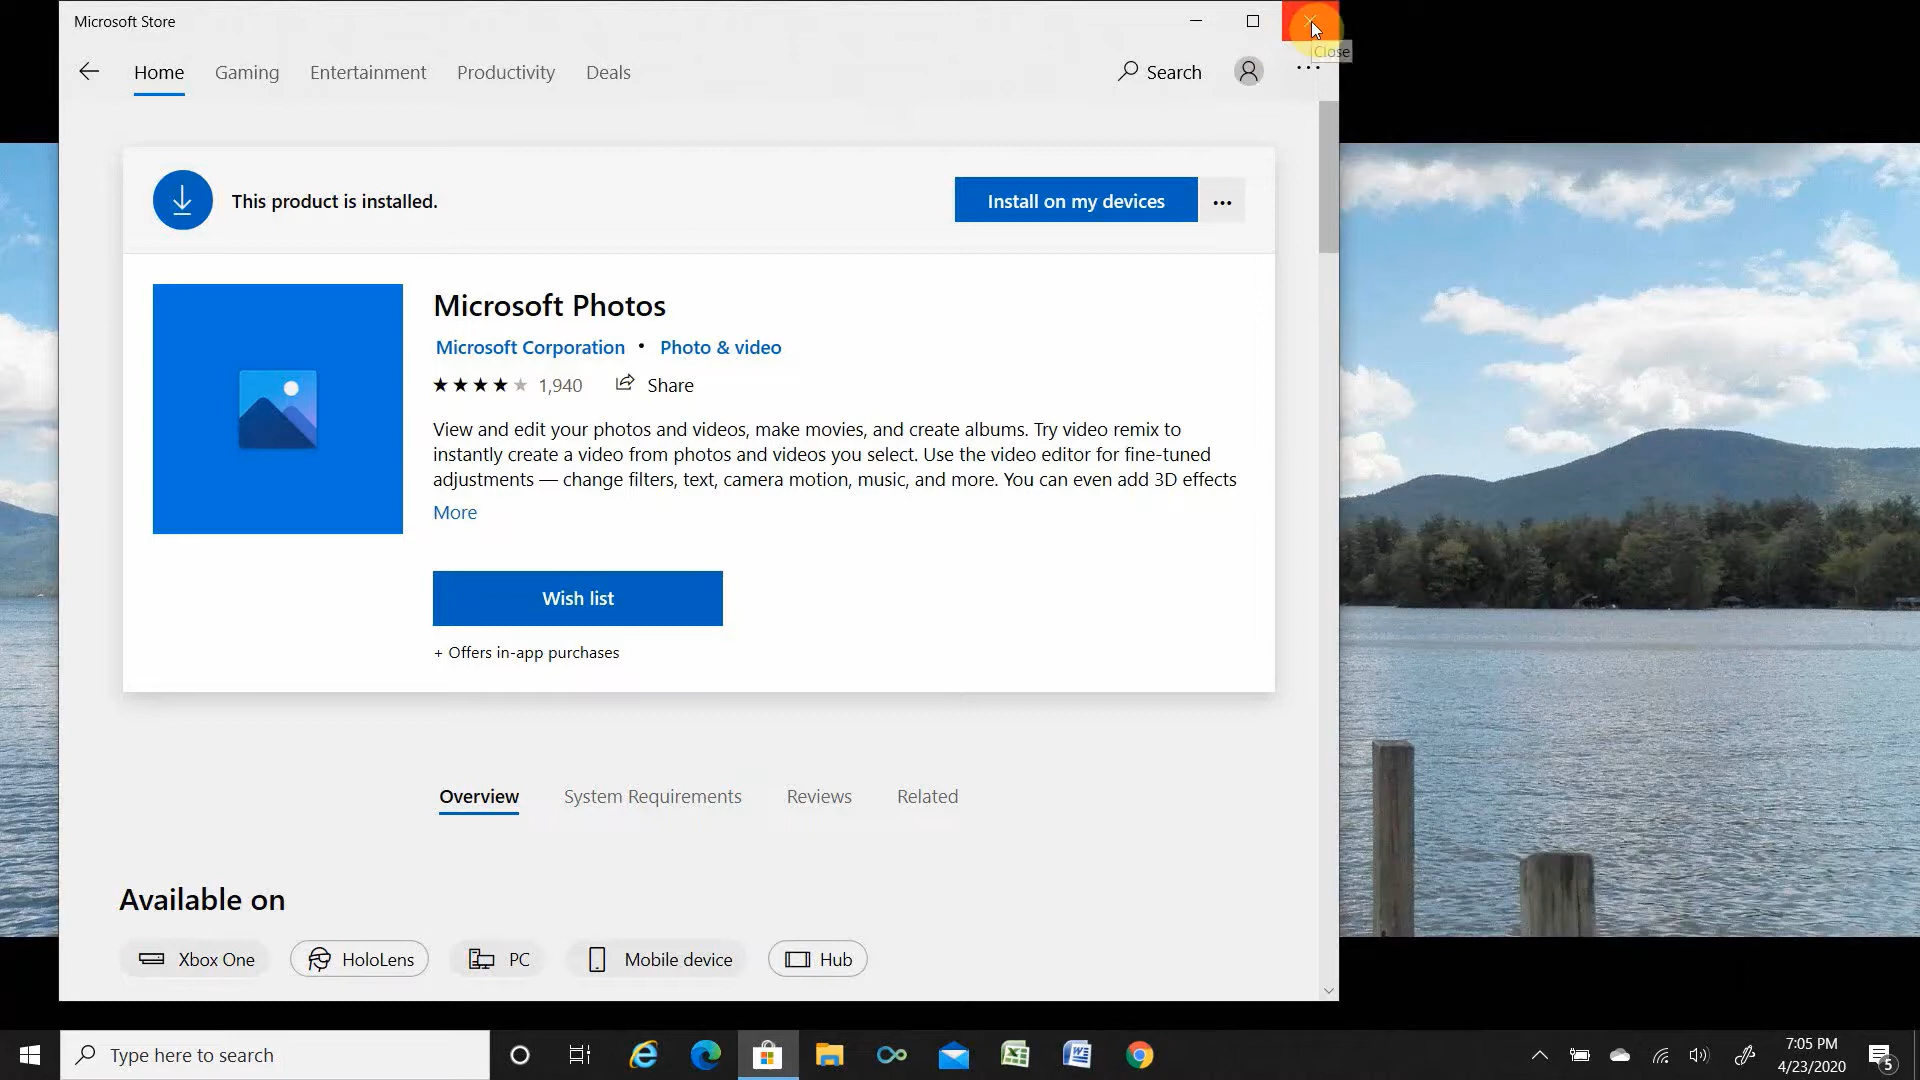 Microsoft Store
Close
Home Gaming Entertainment Productivity Deals Search
This product is installed.
Install on my devices
Microsoft Photos
Microsoft Corporation • Photo & video
1,940 Share
View and edit your photos and videos, make movies, and create albums. Try video remix to
instantly create a video from photos and videos you select. Use the video editor for fine-tuned
adjustments — change filters, text, camera motion, music, and more. You can even add 3D effects
More
Wish list
+ Offers in-app purchases
Overview System Requirements Reviews Related
Available on
Xbox One HoloLens PC Mobile device Hub
Type here to search
7:05 PM
4/23/2020
5